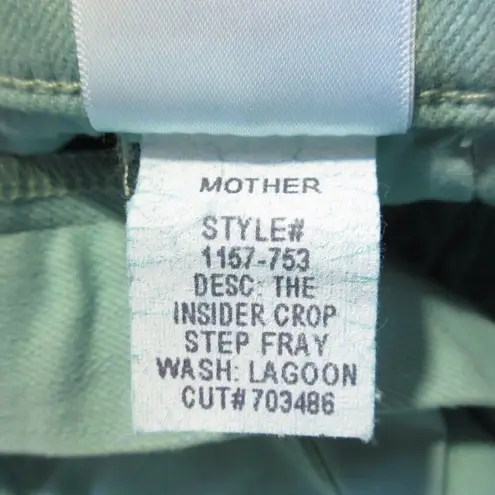 MOTHER
STYLE#
1157-753
DESC: THE
INSIDER CROP
STEP FRAY
WASH: LAGOON
CUT# 703486